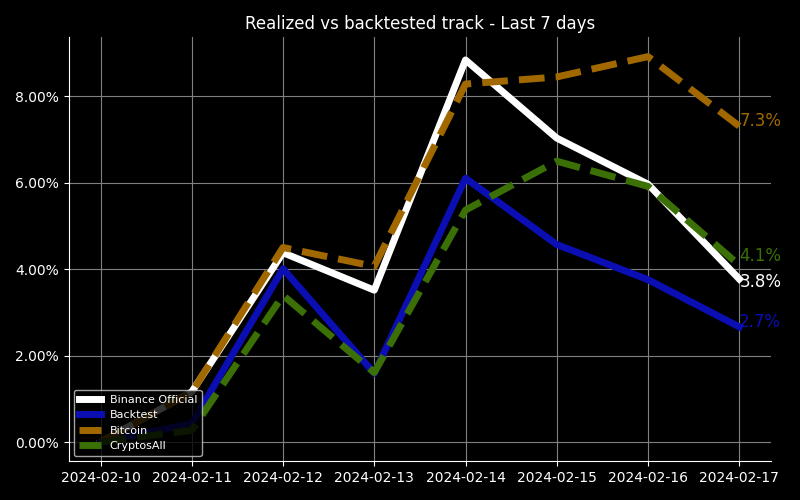 Realized vs backtested track - Last 7 days
8.00%
6.00%
4.00%
2.00%
0.00%
7.3%
4.1%
3.8%
2.7%
Binance Official
Backtest
Bitcoin
CryptosAll
2024-02-10 2024-02-11 2024-02-12 2024-02-13 2024-02-14 2024-02-15 2024-02-16 2024-02-17